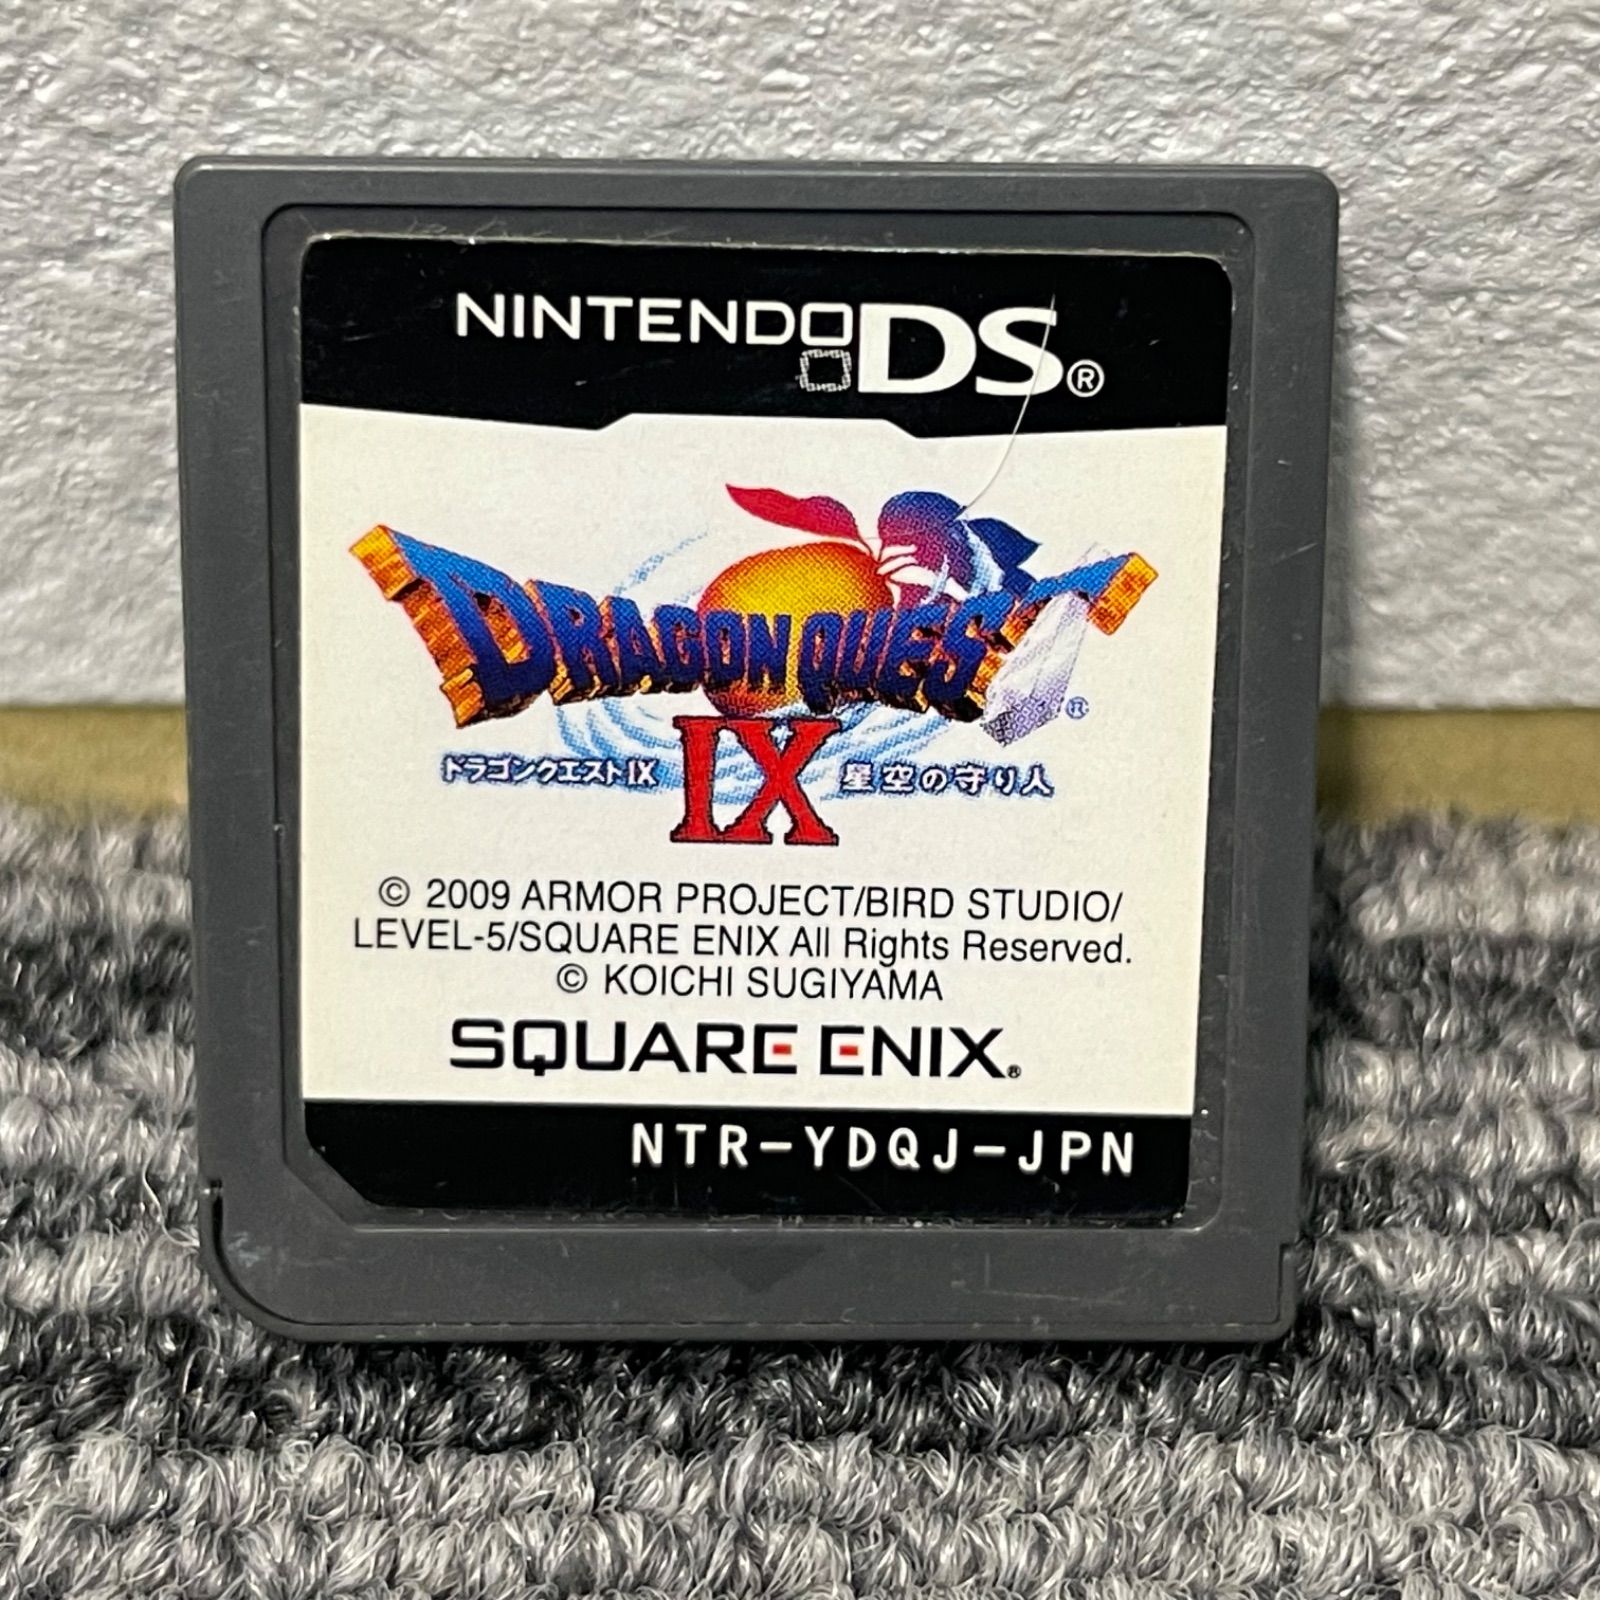 NINTENDO DS®
DRAGON QUEST®
IX
ドラゴンクエストIX 星空の守り人
© 2009 ARMOR PROJECT/BIRD STUDIO/
LEVEL-5/SQUARE ENIX All Rights Reserved.
© KOICHI SUGIYAMA
SQUARE ENIX®
NTR-YDQJ-JPN